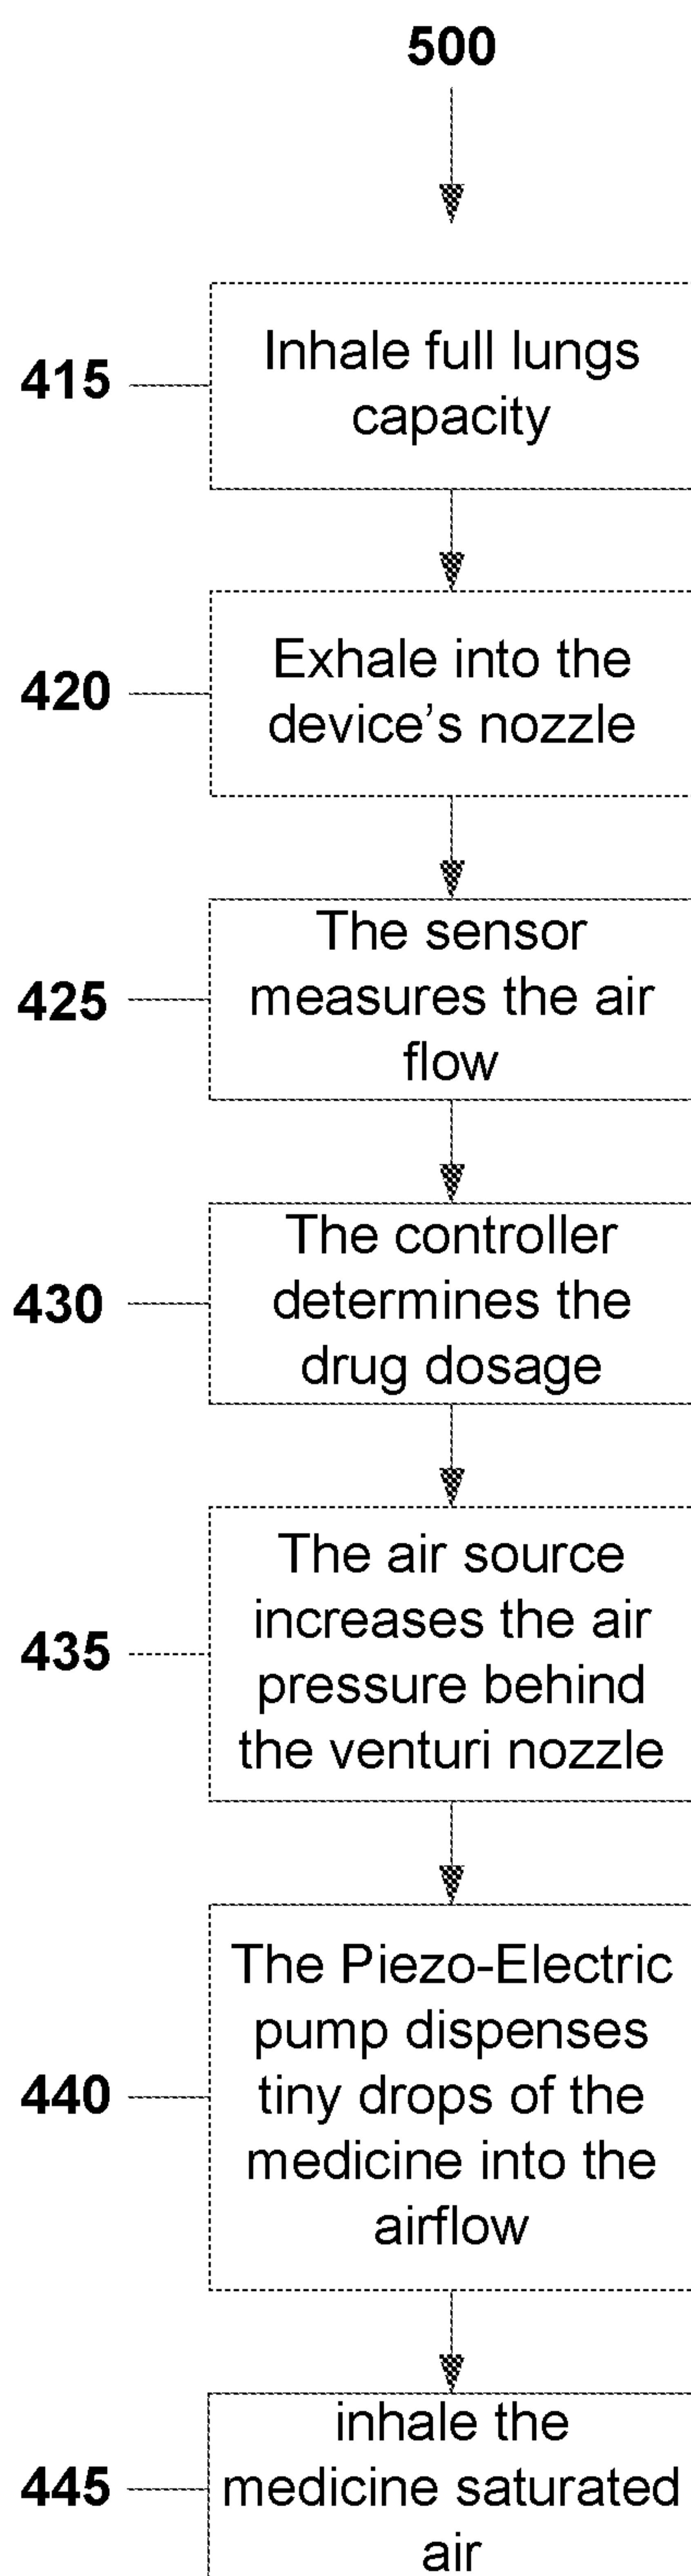 500
415
Inhale full lungs
capacity
420
Exhale into the
device's nozzle
425
The sensor
measures the air
flow
430
The controller
determines the
drug dosage
435
The air source
increases the air
pressure behind
the venturi nozzle
440
The Piezo-Electric
pump dispenses
tiny drops of the
medicine into the
airflow
445
inhale the
medicine saturated
air